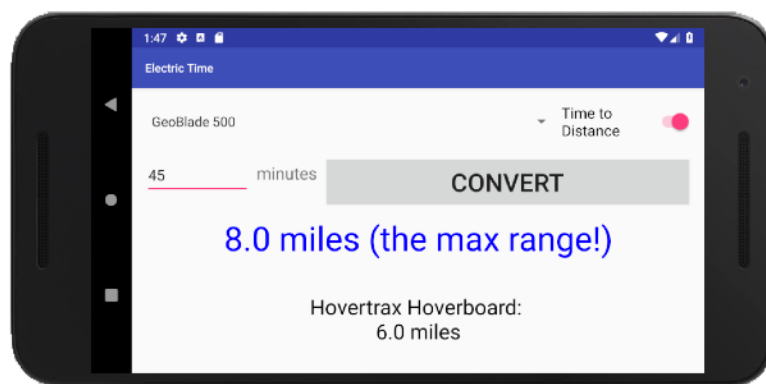 1:47
Electric Time
GeoBlade 500
Time to
Distance
45 minutes
CONVERT
8.0 miles (the max range!)
Hovertrax Hoverboard:
6.0 miles